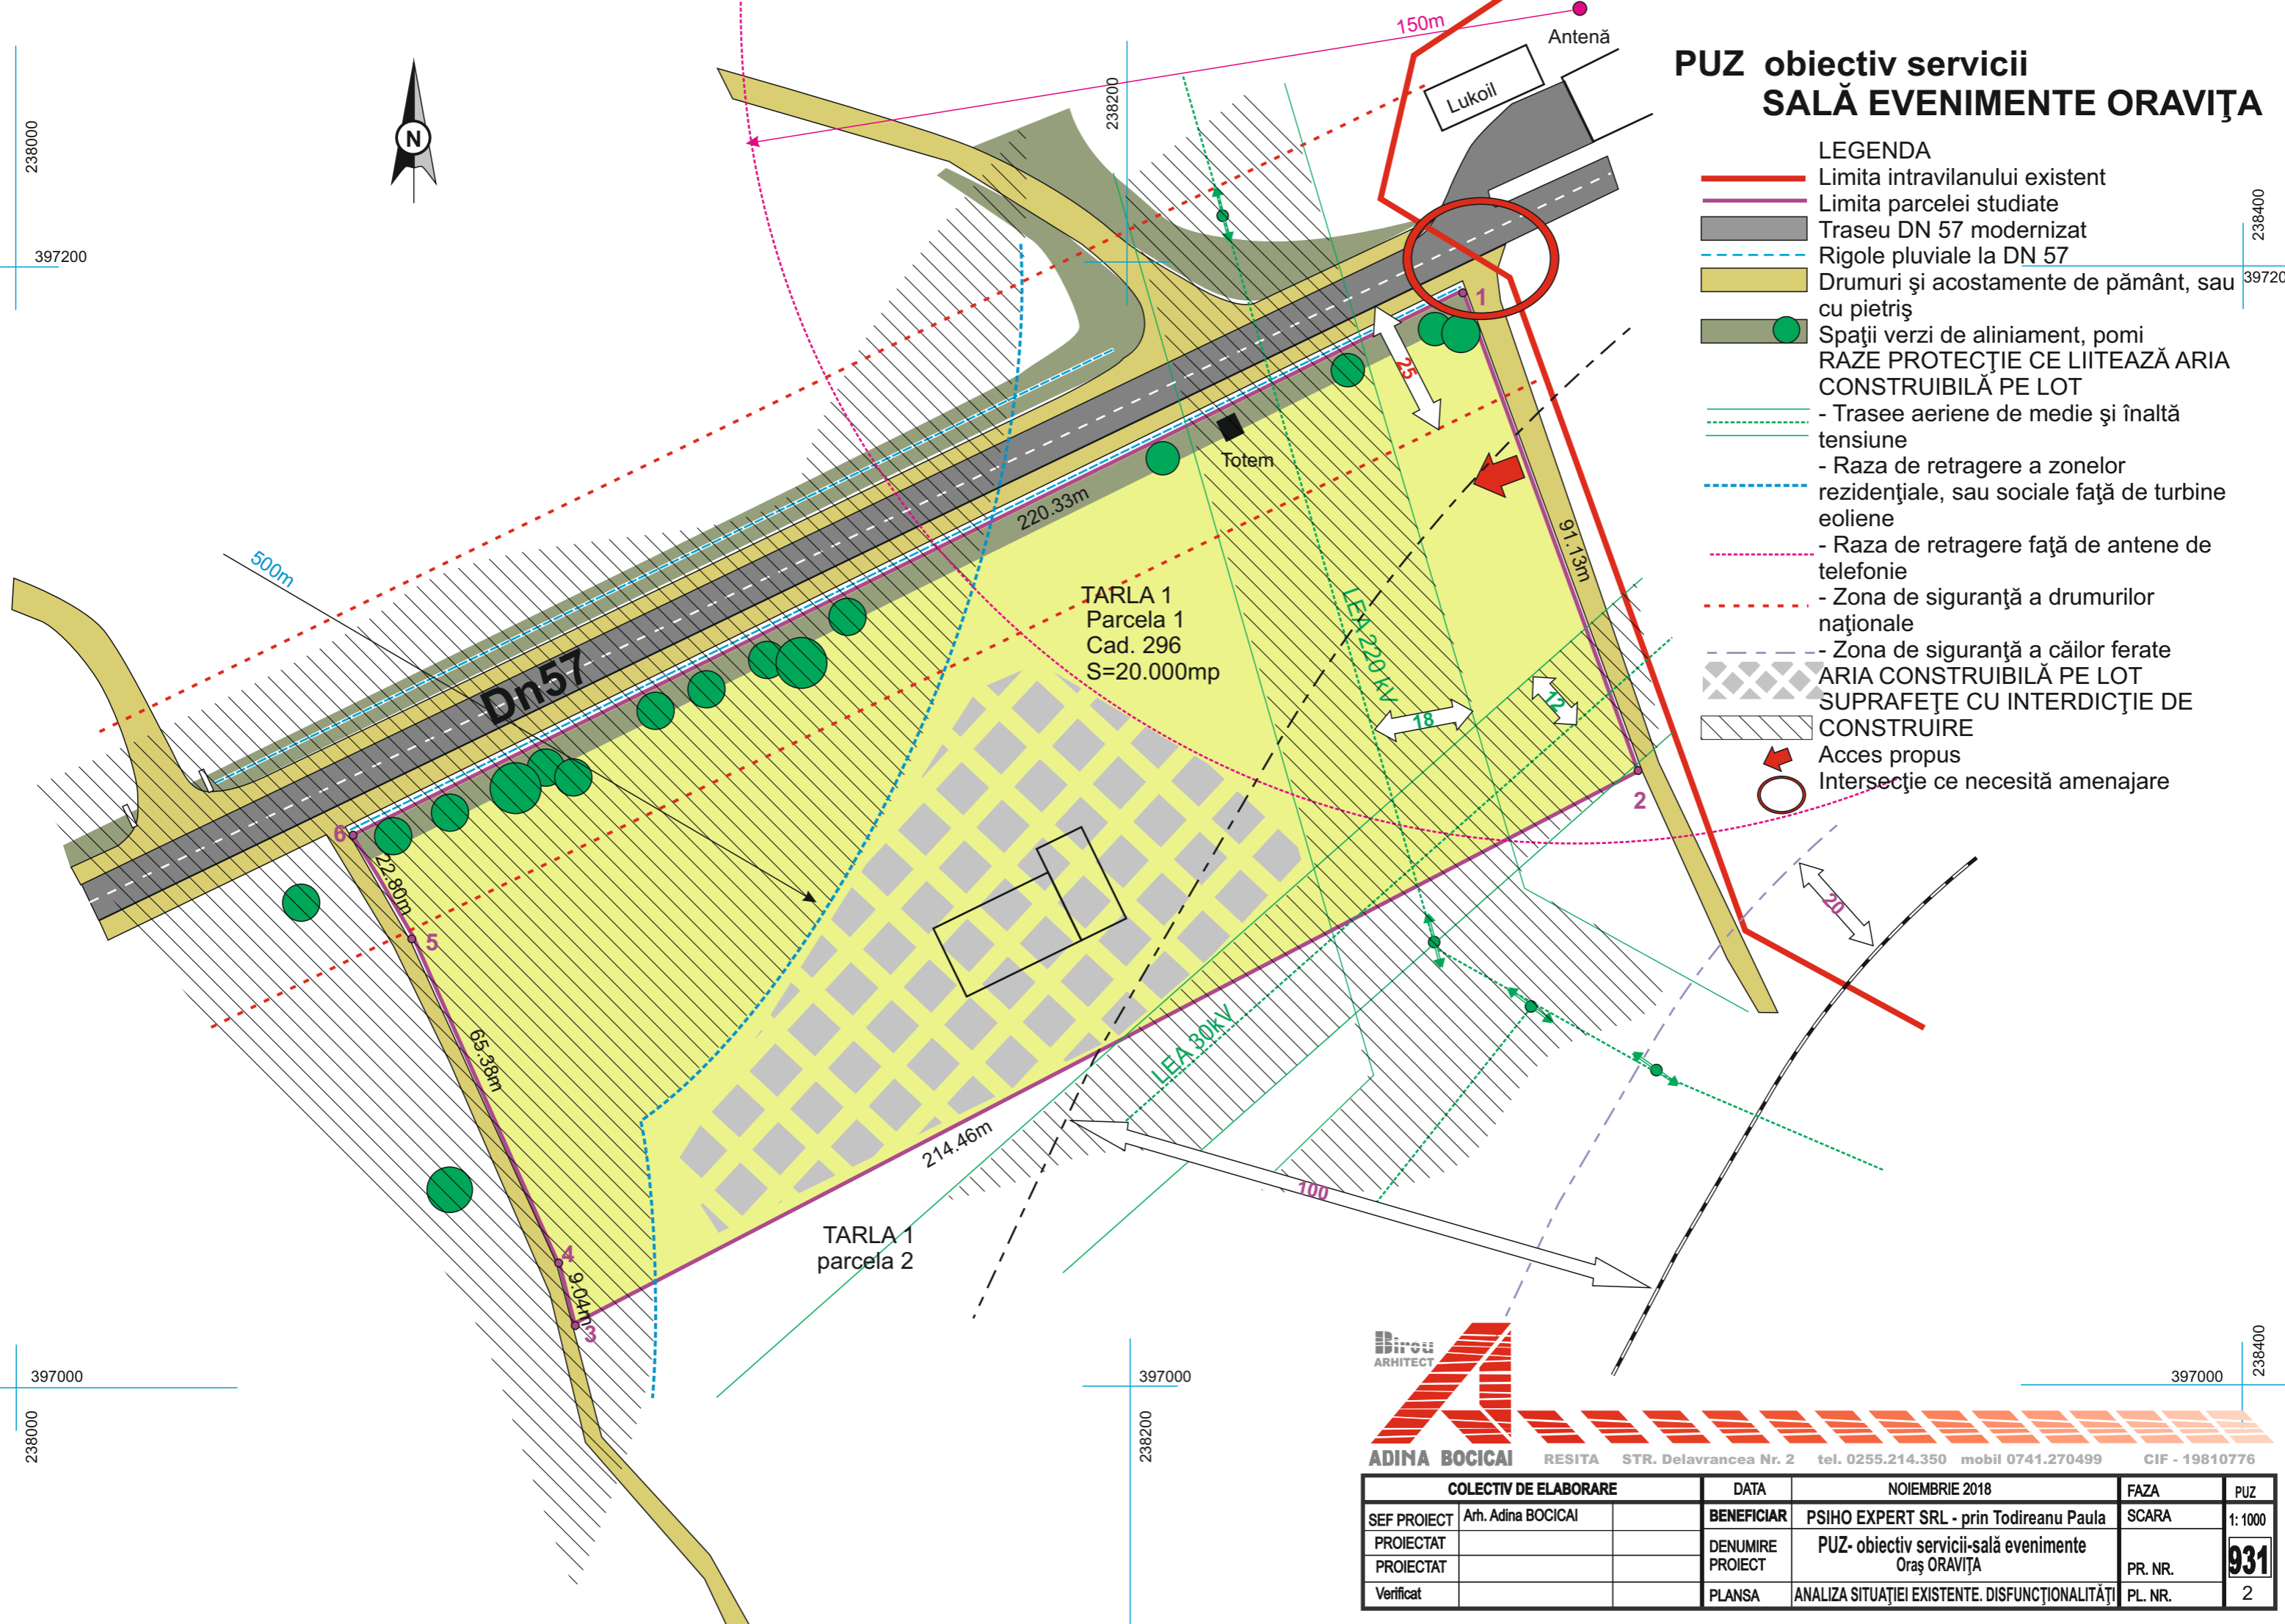 PUZ obiectiv servicii
SALĂ EVENIMENTE ORAVIŢA
LEGENDA
Limita intravilanului existent
Limita parcelei studiate
Traseu DN 57 modernizat
Rigole pluviale la DN 57
Drumuri şi acostamente de pământ, sau
cu pietriş
Spaţii verzi de aliniament, pomi
RAZE PROTECŢIE CE LIITEAZĂ ARIA
CONSTRUIBILĂ PE LOT
- Trasee aeriene de medie şi înaltă
tensiune
- Raza de retragere a zonelor
rezidenţiale, sau sociale faţă de turbine
eoliene
- Raza de retragere faţă de antene de
telefonie
- Zona de siguranţă a drumurilor
naţionale
- Zona de siguranţă a căilor ferate
ARIA CONSTRUIBILĂ PE LOT
SUPRAFEŢE CU INTERDICŢIE DE
CONSTRUIRE
Acces propus
Intersecţie ce necesită amenajare
150m
Antenă
Lukoil
N
238000
397200
238200
238400
39720
1
25
Totem
220.33m
91.13m
500m
TARLA 1
Parcela 1
Cad. 296
S=20.000mp
LEA 220 kV
18
12
2
Dn57
6
22.80m
5
65.38m
20
LEA 30kV
214.46m
100
TARLA 1
parcela 2
4
9.04m
3
397000
238000
397000
238200
397000
238400
Birou
ARHITECT
ADINA BOCICAI
RESITA STR. Delavrancea Nr. 2 tel. 0255.214.350 mobil 0741.270499 CIF - 19810776
COLECTIV DE ELABORARE DATA NOIEMBRIE 2018 FAZA PUZ
SEF PROIECT Arh. Adina BOCICAI BENEFICIAR PSIHO EXPERT SRL - prin Todireanu Paula SCARA 1: 1000
PROIECTAT DENUMIRE PUZ- obiectiv servicii-sală evenimente
PROIECTAT PROIECT Oraş ORAVIŢA PR. NR. 931
Verificat PLANSA ANALIZA SITUAŢIEI EXISTENTE. DISFUNCŢIONALITĂŢI PL. NR. 2